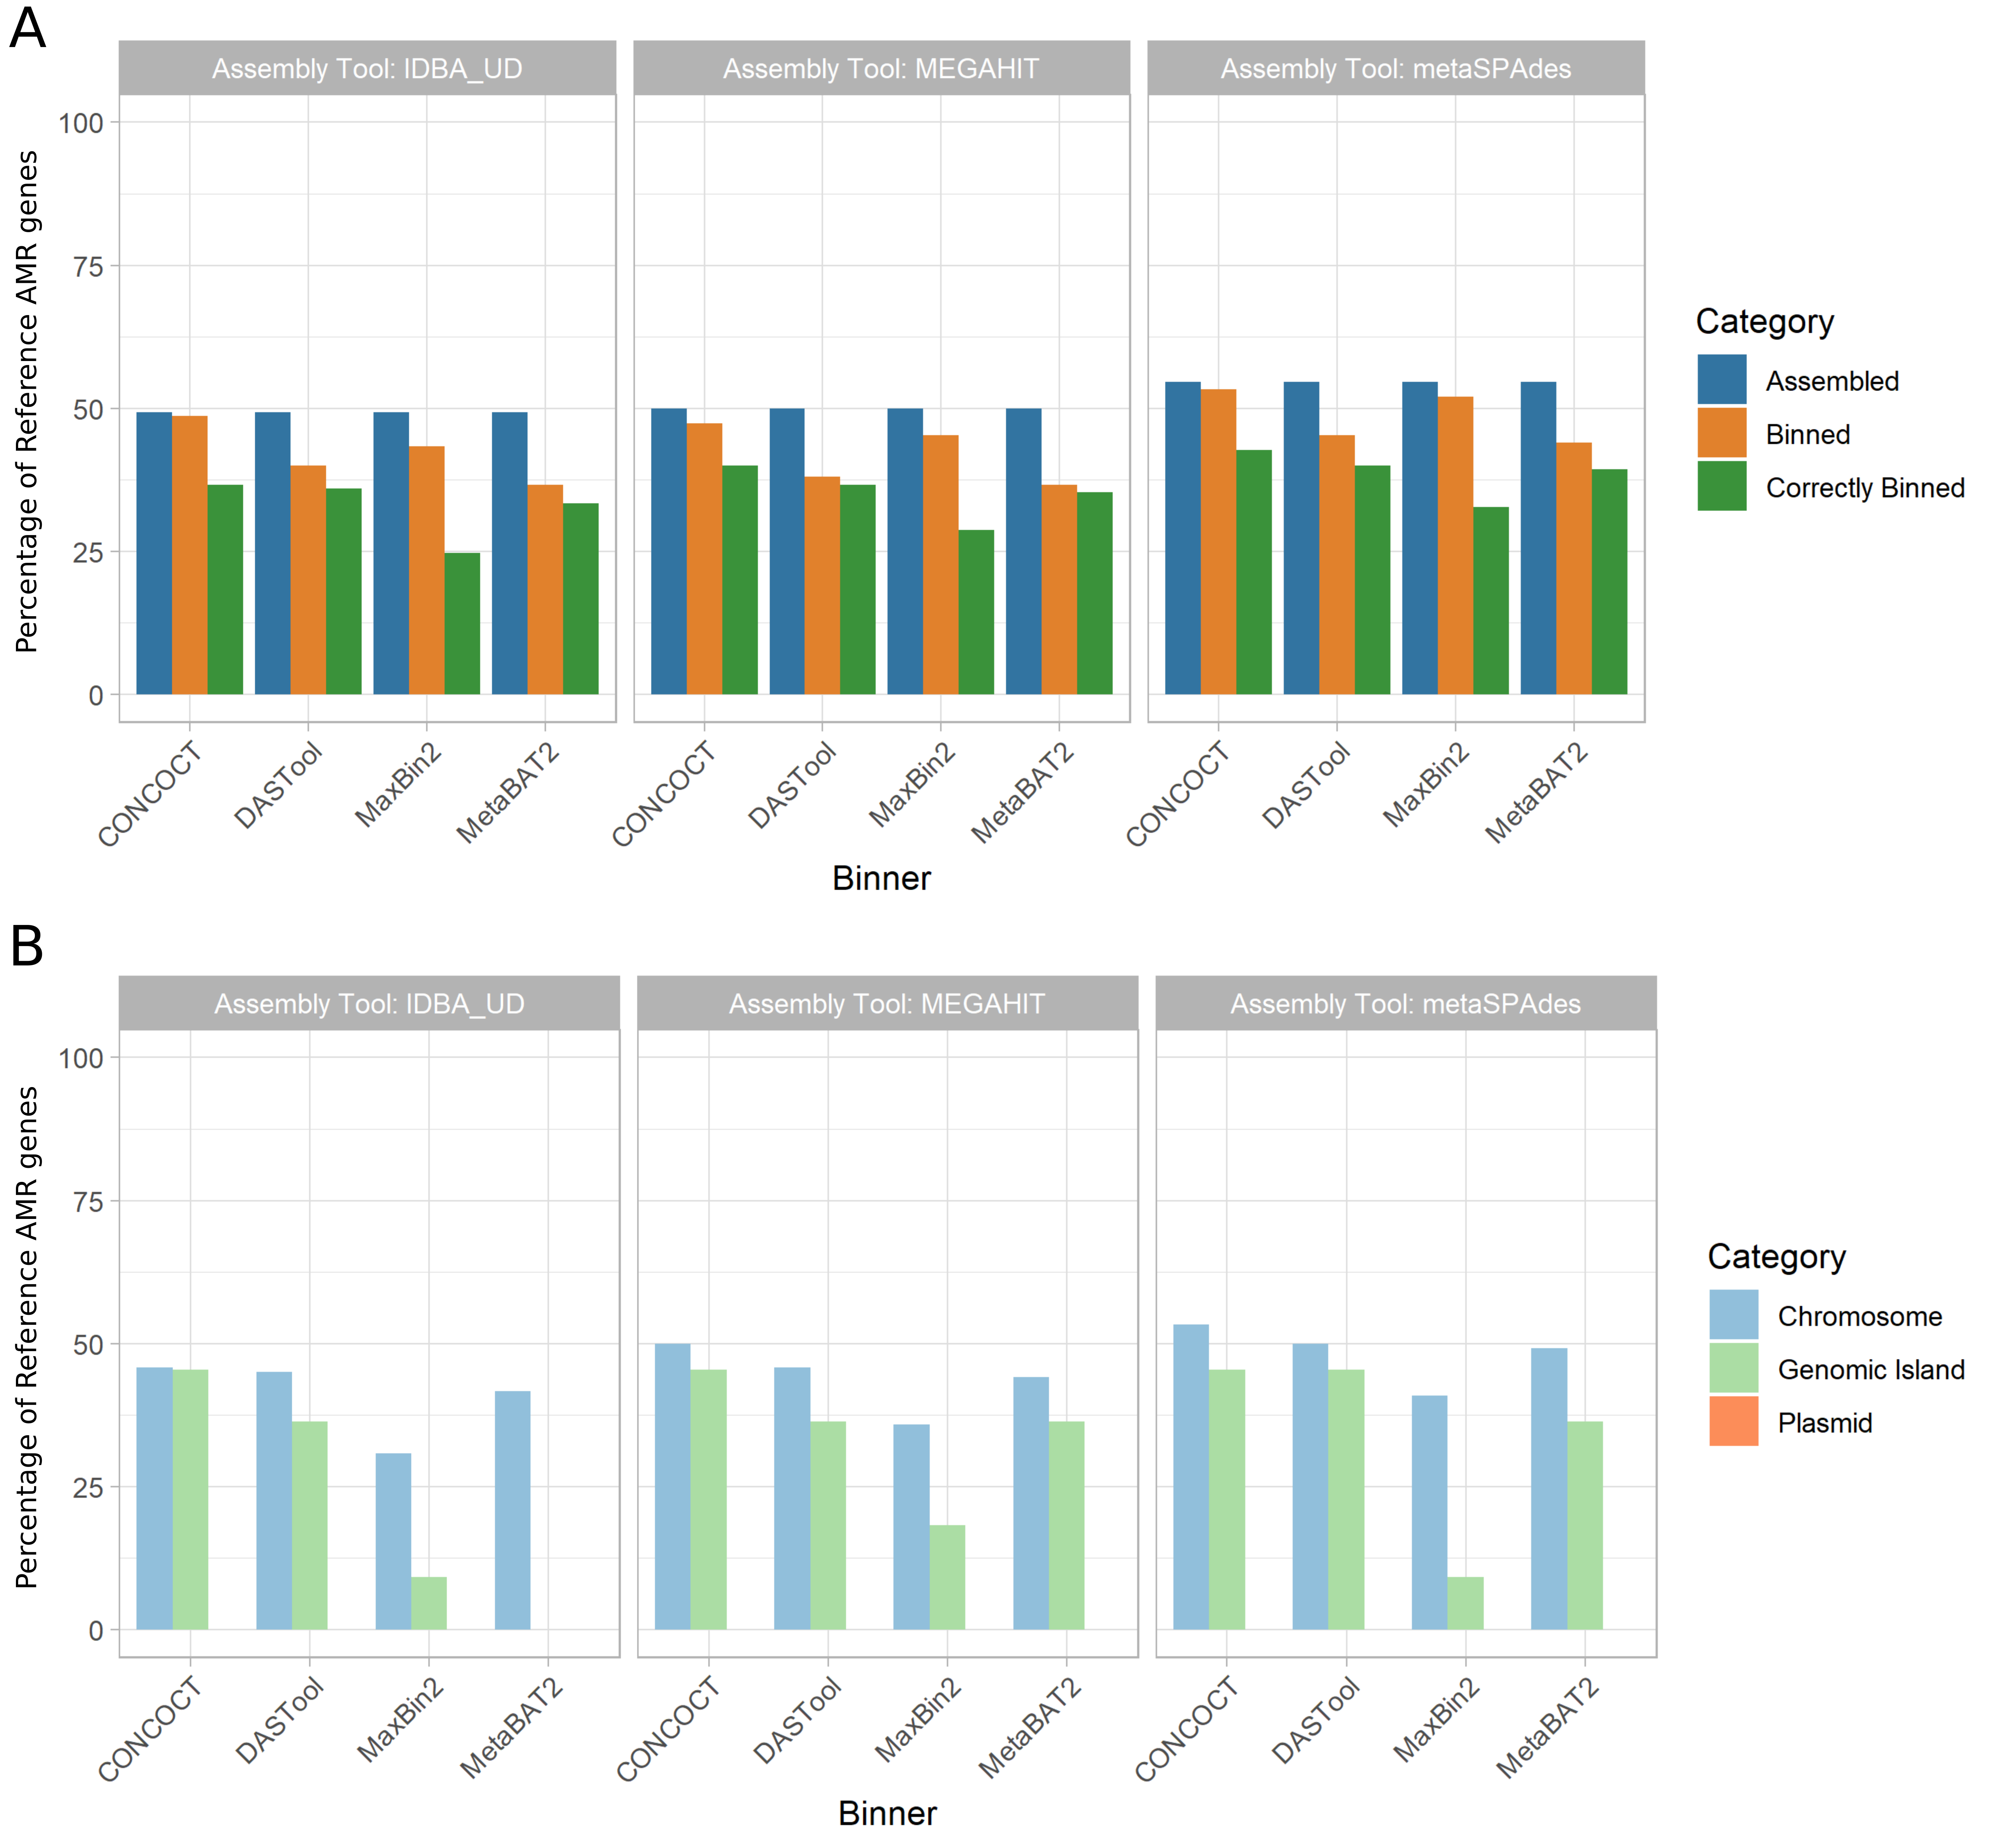 A
Assembly Tool: IDBA_UD
Assembly Tool: MEGAHIT
Assembly Tool: metaSPAdes
Percentage of Reference AMR genes
100
75
50
25
0
CONCOCT
DASTool
MaxBin2
MetaBAT2
CONCOCT
DASTool
MaxBin2
MetaBAT2
CONCOCT
DASTool
MaxBin2
MetaBAT2
Binner
Category
Assembled
Binned
Correctly Binned
B
Assembly Tool: IDBA_UD
Assembly Tool: MEGAHIT
Assembly Tool: metaSPAdes
Percentage of Reference AMR genes
100
75
50
25
0
CONCOCT
DASTool
MaxBin2
MetaBAT2
CONCOCT
DASTool
MaxBin2
MetaBAT2
CONCOCT
DASTool
MaxBin2
MetaBAT2
Binner
Category
Chromosome
Genomic Island
Plasmid